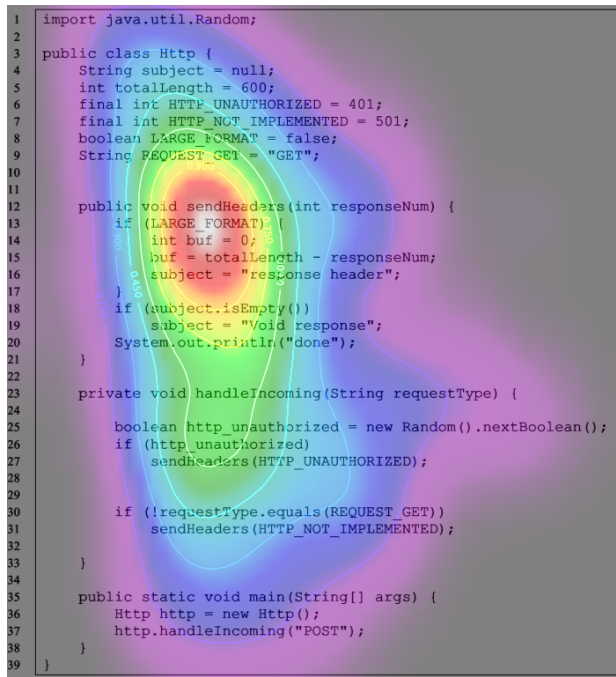 1 import java.util.Random;
2
3 public class Http {
4 String subject = null;
5 int totalLength = 600;
6 final int HTTP_UNAUTHORIZED = 401;
7 final int HTTP_NOT_IMPLEMENTED = 501;
8 boolean LARGE_FORMAT = false;
9 String REQUEST_GET = "GET";
10
11
12 public void sendHeaders(int responseNum) {
13 if (LARGE_FORMAT) {
14 int buf = 0;
15 buf = totalLength - responseNum;
16 subject = "response header";
17 }
18 if (subject.isEmpty())
19 subject = "Void response";
20 System.out.println("done");
21 }
22
23 private void handleIncoming(String requestType) {
24
25 boolean http_unauthorized = new Random().nextBoolean();
26 if (http_unauthorized)
27 sendHeaders(HTTP_UNAUTHORIZED);
28
29
30 if (!requestType.equals(REQUEST_GET))
31 sendHeaders(HTTP_NOT_IMPLEMENTED);
32
33 }
34
35 public static void main(String[] args) {
36 Http http = new Http();
37 http.handleIncoming("POST");
38 }
39 }
0.450
0.750